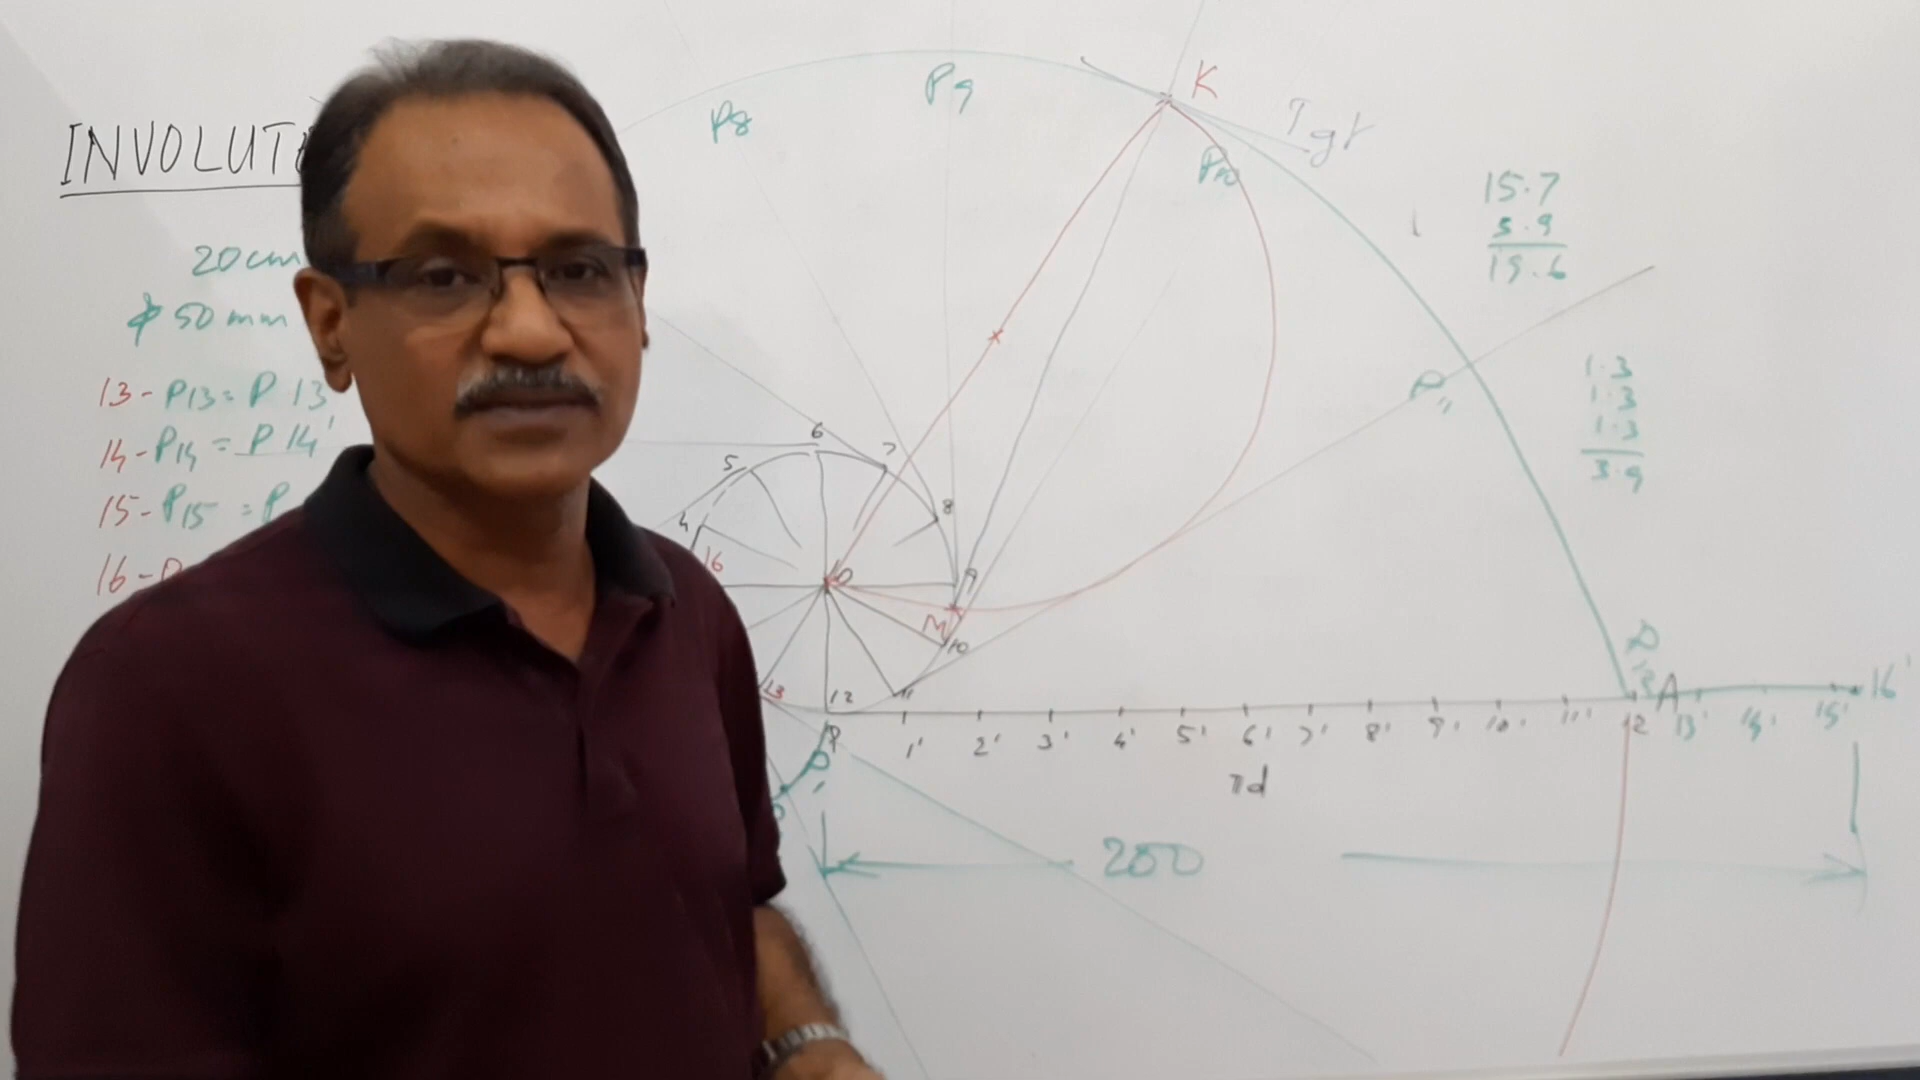 INVOLUTE
20cm
ϕ 50 mm
13 - P13 = P 13'
14 - P14 = P 14'
15 - P15 = P
16 -
P8
P9
K
Tgt
P10
15.7
3.9
19.6
1.3
1.3
1.3
3.9
P11
4
5
6
7
8
9
10
11
12
13
16
O
M
P
P1
A
1' 2' 3' 4' 5' 6' 7' 8' 9' 10' 11' 12 13' 14' 15' 16'
πd
200